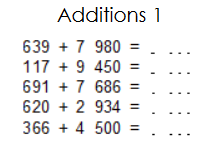 Additions 1
639 + 7 980 = . ...
117 + 9 450 = . ...
691 + 7 686 = . ...
620 + 2 934 = . ...
366 + 4 500 = . ...